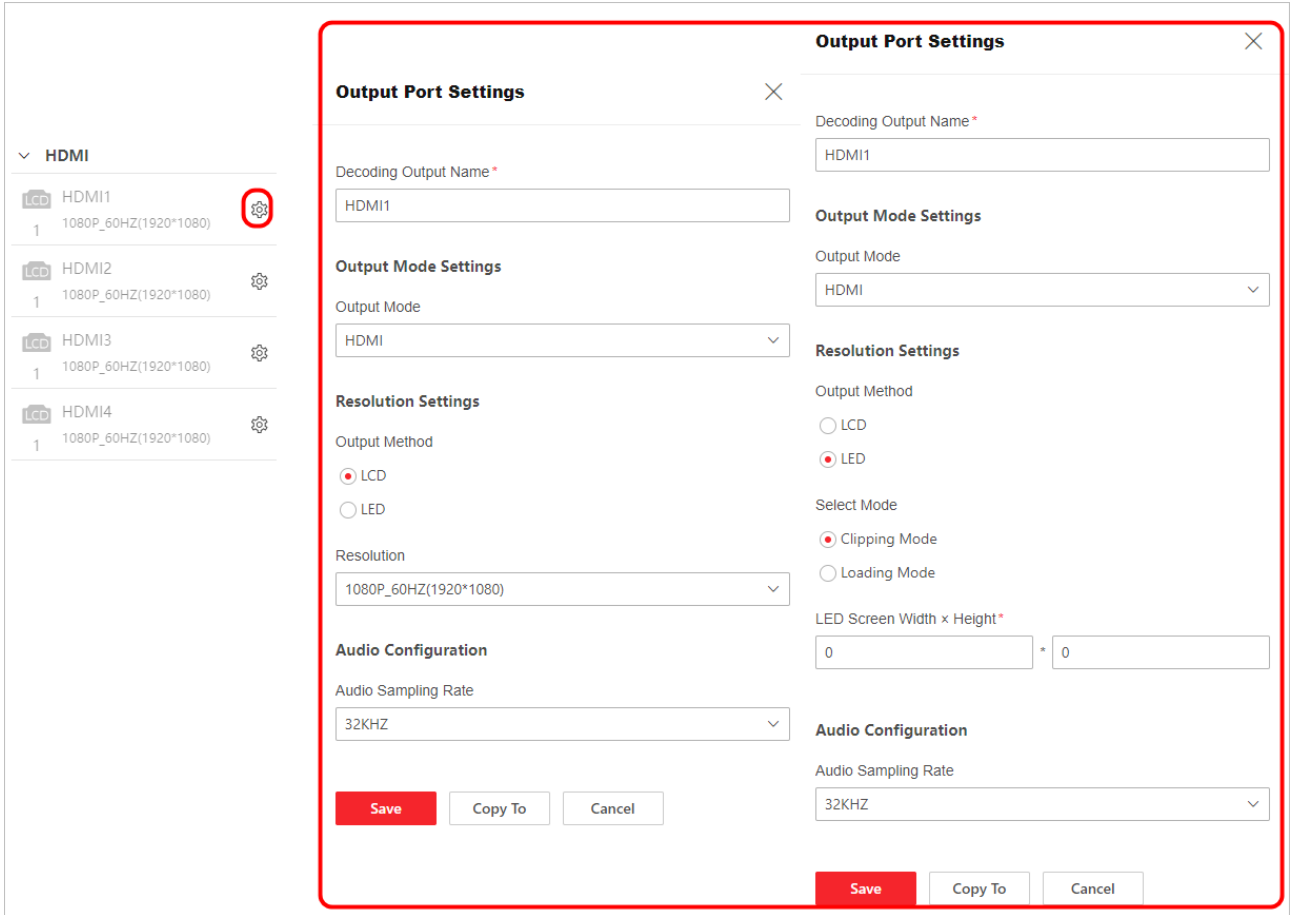 HDMI
LCD HDMI1
1 1080P_60HZ(1920*1080)
LCD HDMI2
1 1080P_60HZ(1920*1080)
LCD HDMI3
1 1080P_60HZ(1920*1080)
LCD HDMI4
1 1080P_60HZ(1920*1080)
Output Port Settings
Decoding Output Name*
HDMI1
Output Mode Settings
Output Mode
HDMI
Resolution Settings
Output Method
LCD
LED
Resolution
1080P_60HZ(1920*1080)
Audio Configuration
Audio Sampling Rate
32KHZ
Save Copy To Cancel
Output Port Settings
Decoding Output Name*
HDMI1
Output Mode Settings
Output Mode
HDMI
Resolution Settings
Output Method
LCD
LED
Select Mode
Clipping Mode
Loading Mode
LED Screen Width × Height*
0 * 0
Audio Configuration
Audio Sampling Rate
32KHZ
Save Copy To Cancel